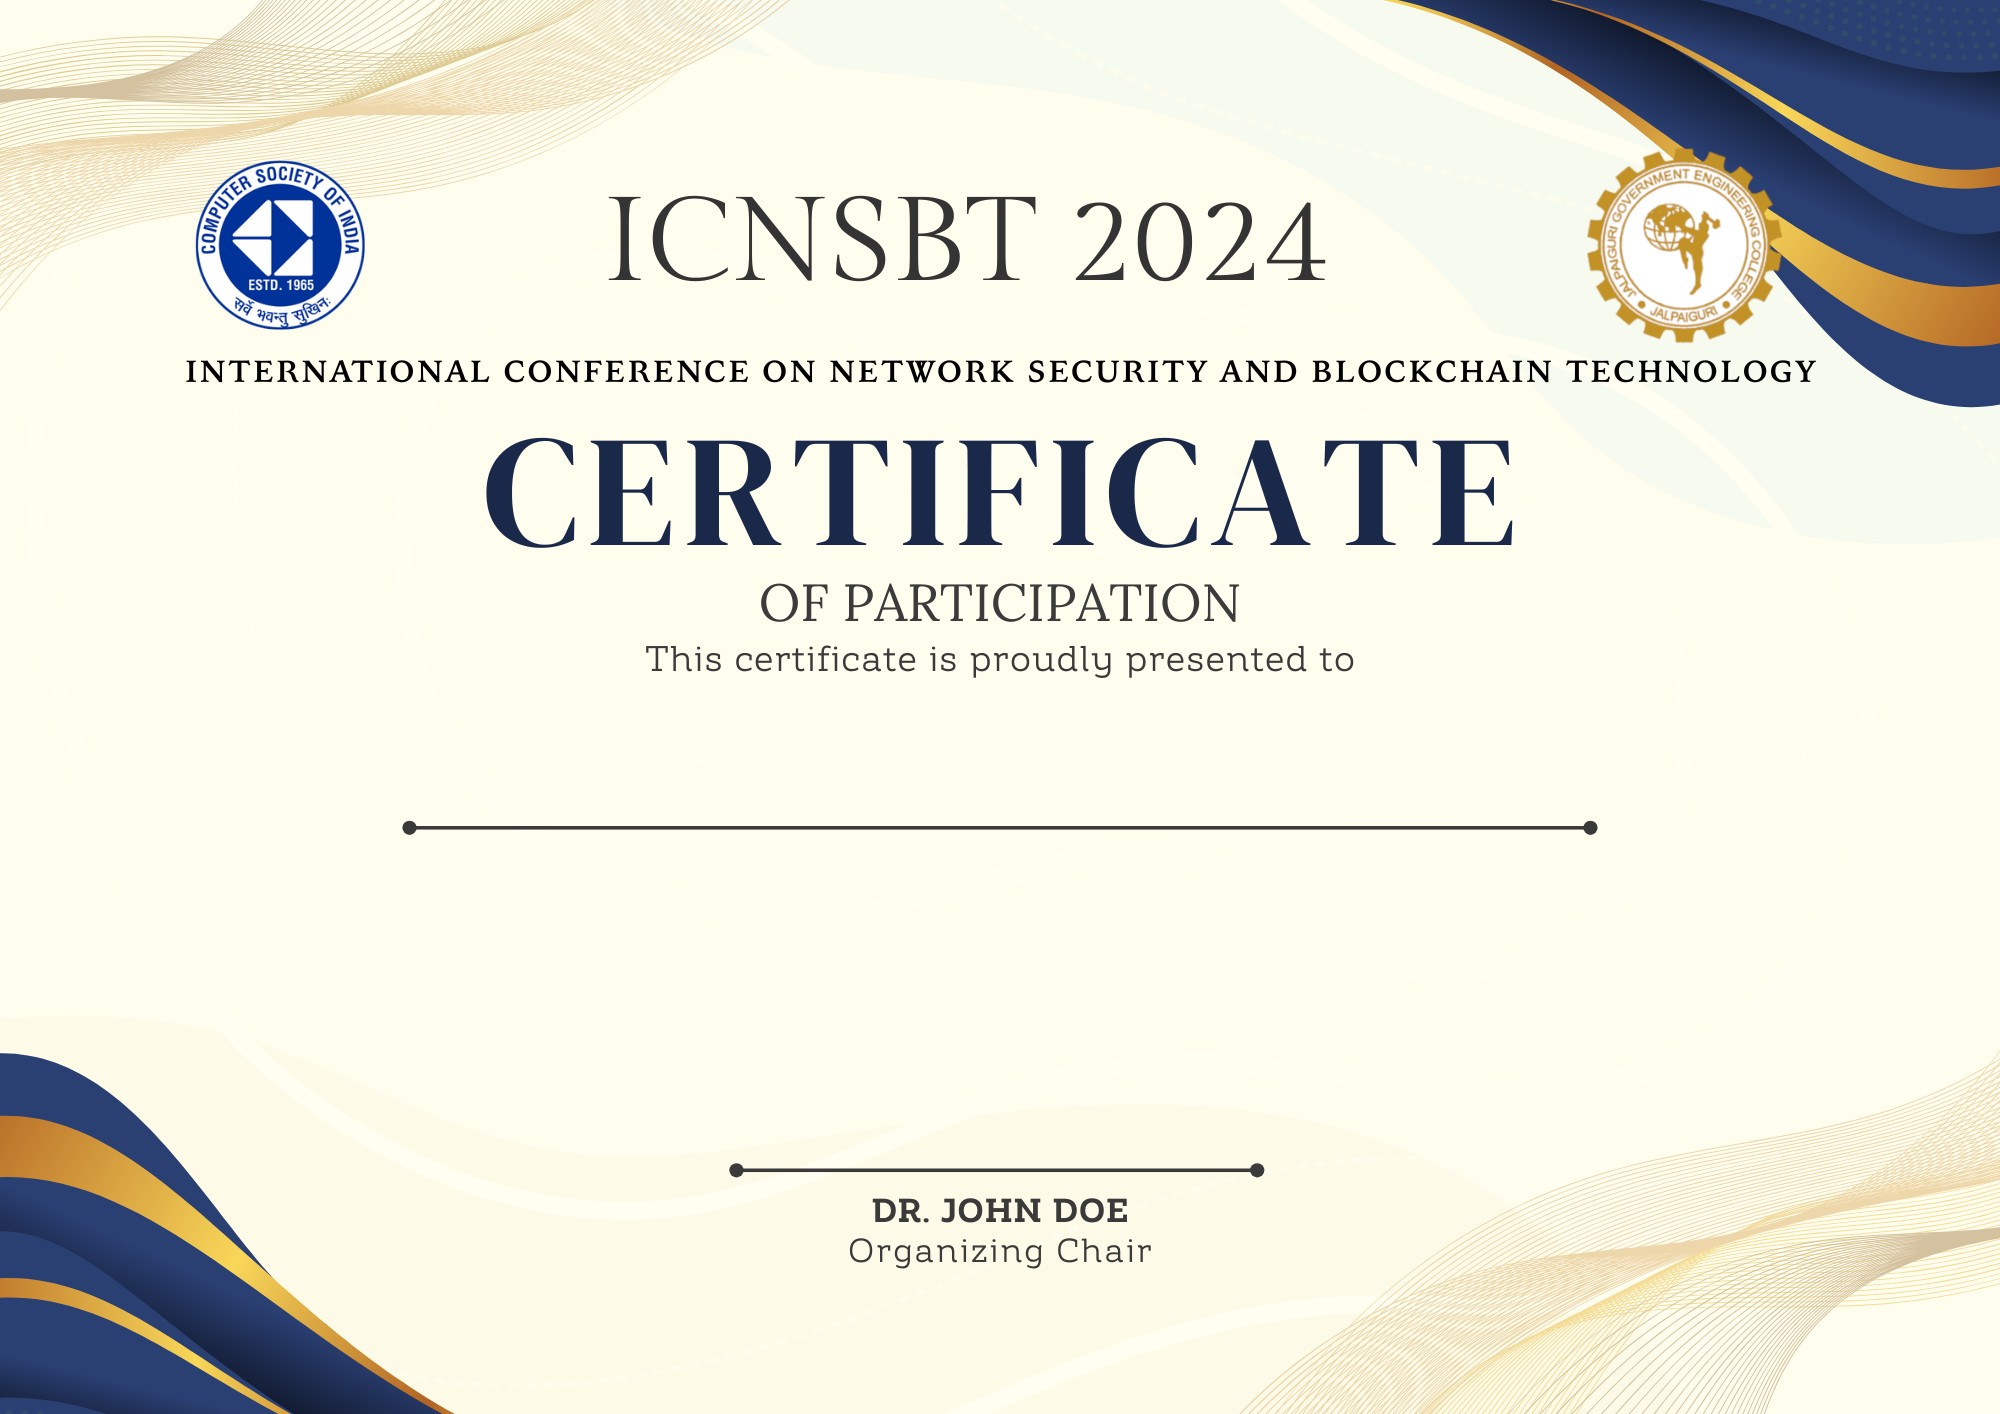 COMPUTER SOCIETY OF INDIA
ESTD. 1965
सर्वे भवन्तु सुखिनः
ICNSBT 2024
JALPAIGURI GOVERNMENT ENGINEERING COLLEGE
JALPAIGURI
INTERNATIONAL CONFERENCE ON NETWORK SECURITY AND BLOCKCHAIN TECHNOLOGY
CERTIFICATE
OF PARTICIPATION
This certificate is proudly presented to
DR. JOHN DOE
Organizing Chair